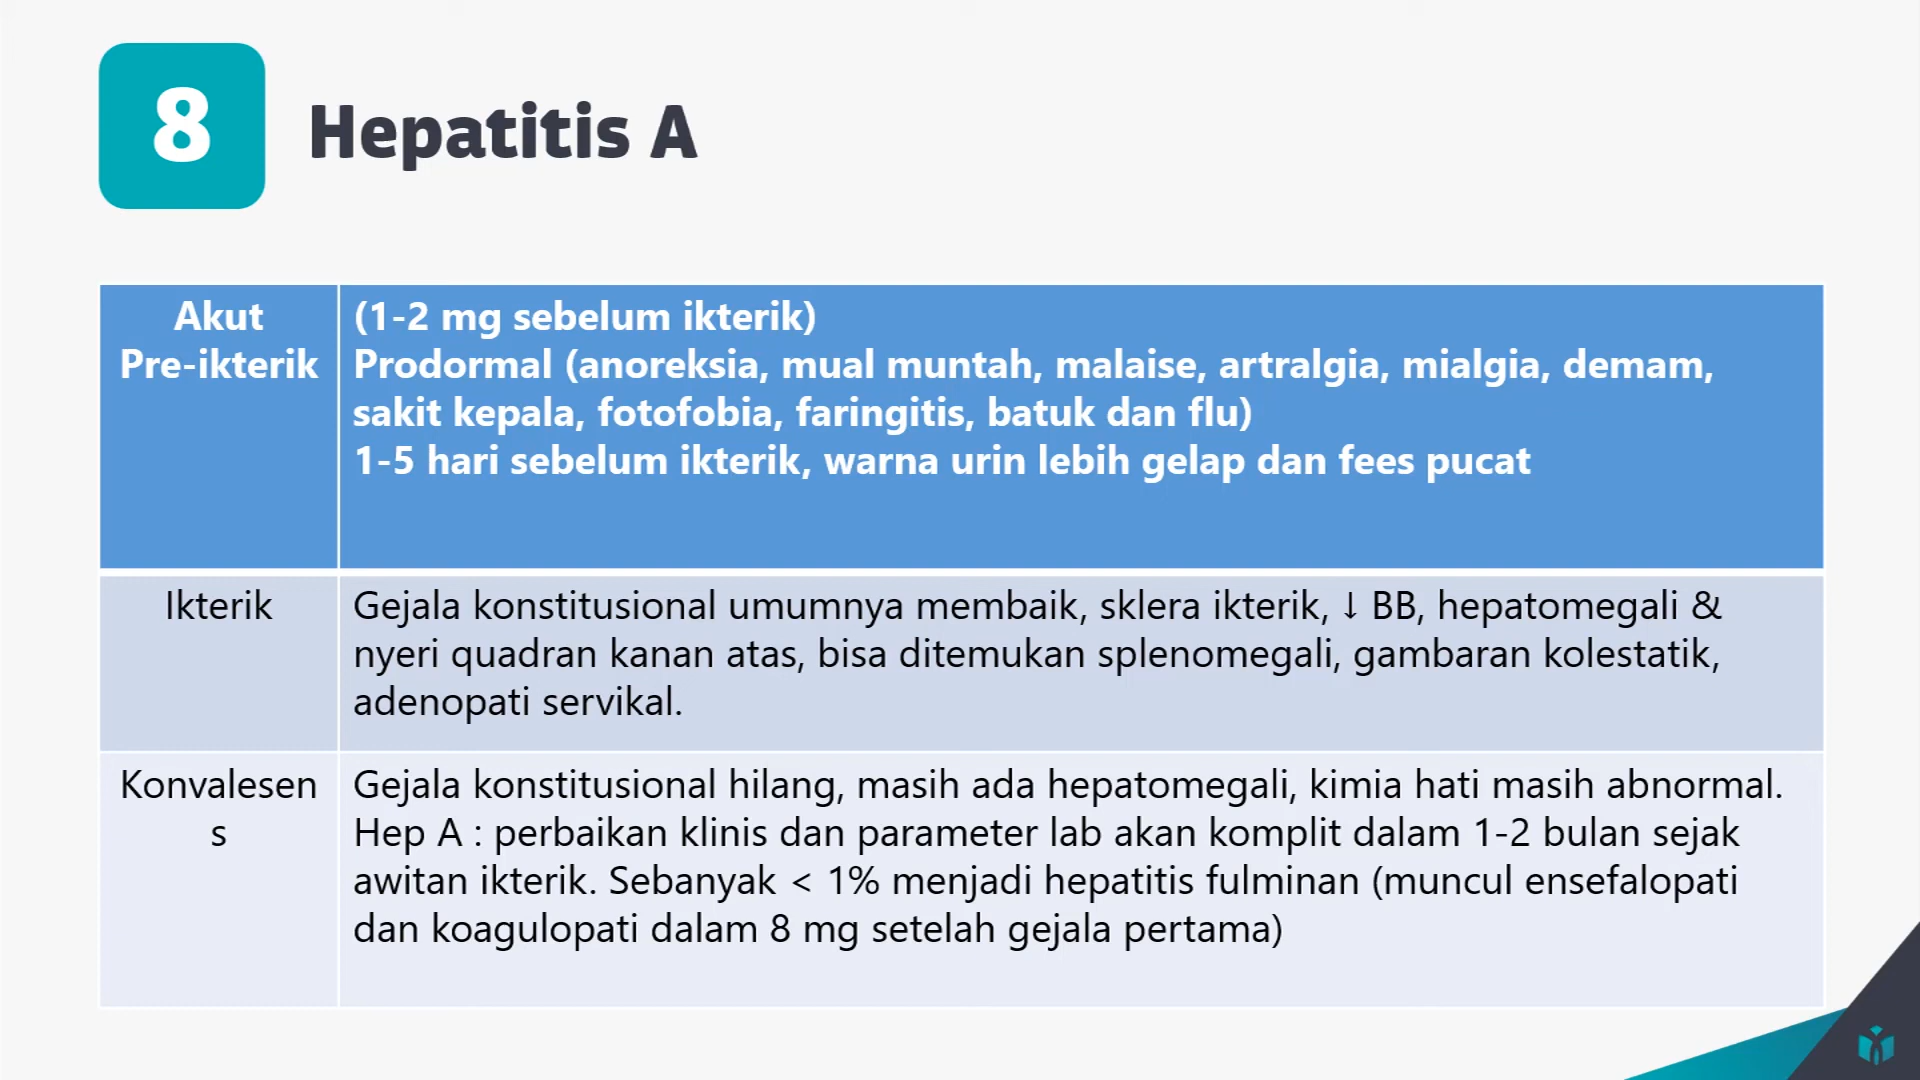 8
Hepatitis A
Akut
Pre-ikterik
(1-2 mg sebelum ikterik)
Prodormal (anoreksia, mual muntah, malaise, artralgia, mialgia, demam,
sakit kepala, fotofobia, faringitis, batuk dan flu)
1-5 hari sebelum ikterik, warna urin lebih gelap dan fees pucat
Ikterik
Gejala konstitusional umumnya membaik, sklera ikterik, ↓ BB, hepatomegali &
nyeri quadran kanan atas, bisa ditemukan splenomegali, gambaran kolestatik,
adenopati servikal.
Konvalesen
s
Gejala konstitusional hilang, masih ada hepatomegali, kimia hati masih abnormal.
Hep A : perbaikan klinis dan parameter lab akan komplit dalam 1-2 bulan sejak
awitan ikterik. Sebanyak < 1% menjadi hepatitis fulminan (muncul ensefalopati
dan koagulopati dalam 8 mg setelah gejala pertama)